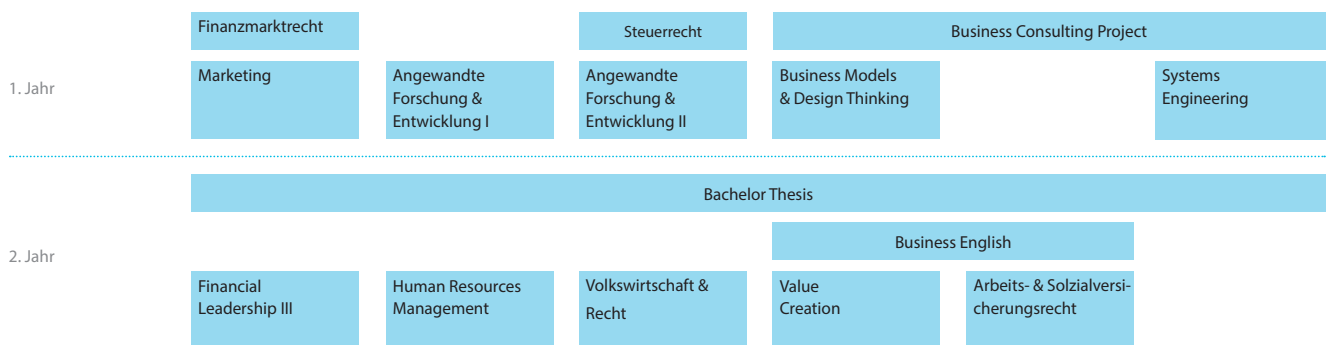 Finanzmarktrecht
Steuerrecht
Business Consulting Project
1. Jahr
Marketing
Angewandte
Forschung &
Entwicklung I
Angewandte
Forschung &
Entwicklung II
Business Models
& Design Thinking
Systems
Engineering
Bachelor Thesis
2. Jahr
Business English
Financial
Leadership III
Human Resources
Management
Volkswirtschaft &
Recht
Value
Creation
Arbeits- & Solzialversi-
cherungsrecht